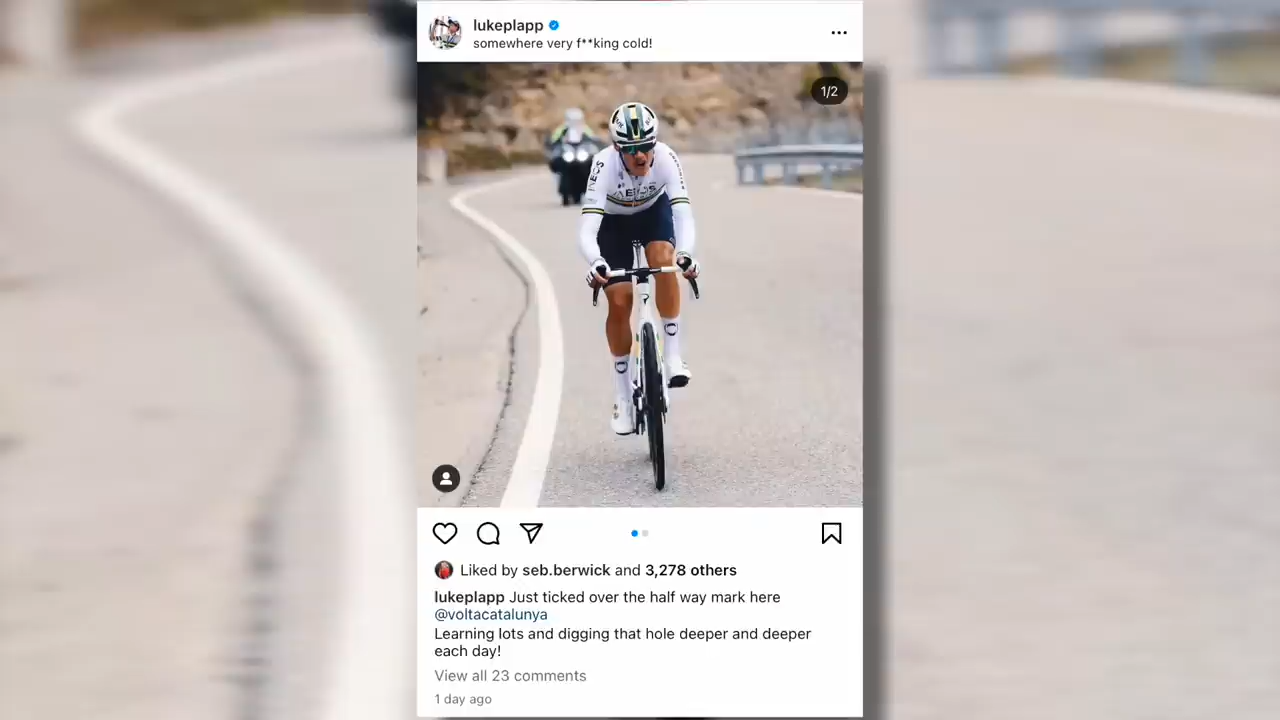 lukeplapp
somewhere very f**king cold!
1/2
INEOS
INEOS
Liked by seb.berwick and 3,278 others
lukeplapp Just ticked over the half way mark here
@voltacatalunya
Learning lots and digging that hole deeper and deeper
each day!
View all 23 comments
1 day ago